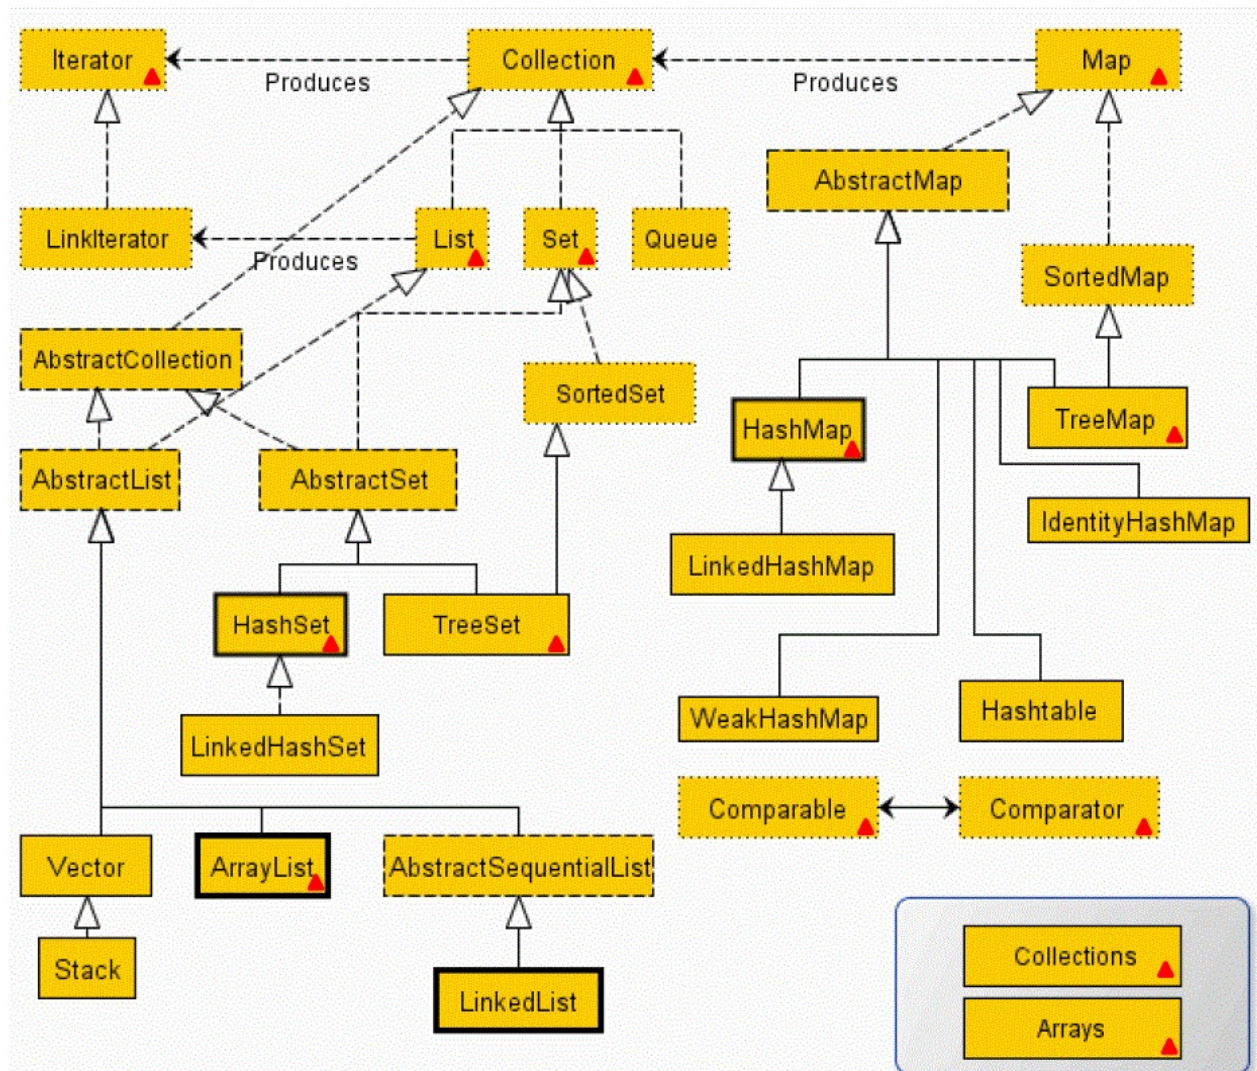 Iterator
Collection
Map
Produces
Produces
AbstractMap
LinkIterator
List
Set
Queue
Produces
SortedMap
AbstractCollection
SortedSet
HashMap
TreeMap
AbstractList
AbstractSet
IdentityHashMap
LinkedHashMap
HashSet
TreeSet
WeakHashMap
Hashtable
LinkedHashSet
Comparable
Comparator
Vector
ArrayList
AbstractSequentialList
Collections
Stack
LinkedList
Arrays